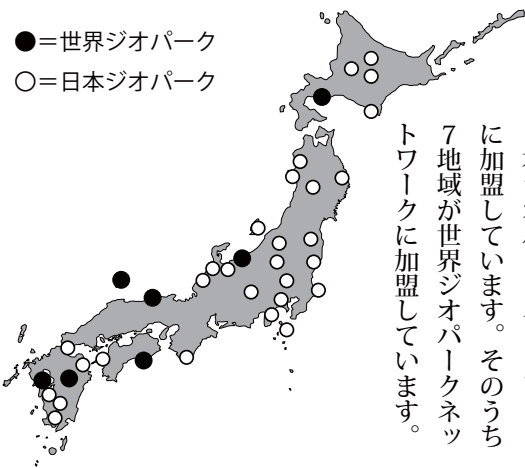 ●＝世界ジオパーク
○＝日本ジオパーク
に加盟しています。そのうち
7地域が世界ジオパークネッ
トワークに加盟しています。